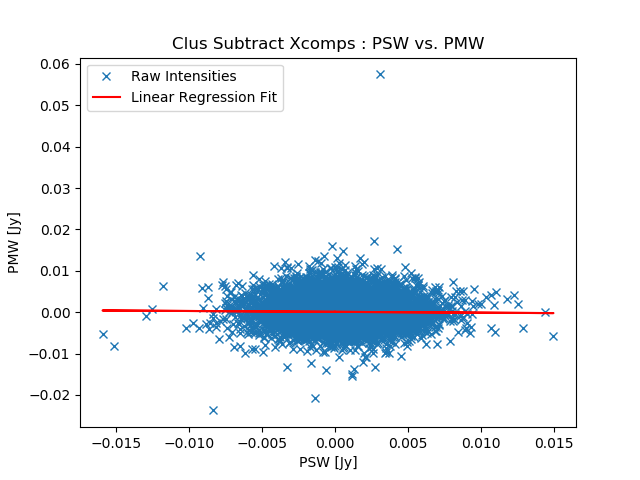 Clus Subtract Xcomps : PSW vs. PMW
Raw Intensities
Linear Regression Fit
0.06
0.05
0.04
0.03
0.02
0.01
0.00
−0.01
−0.02
PMW [Jy]
−0.015 −0.010 −0.005 0.000 0.005 0.010 0.015
PSW [Jy]